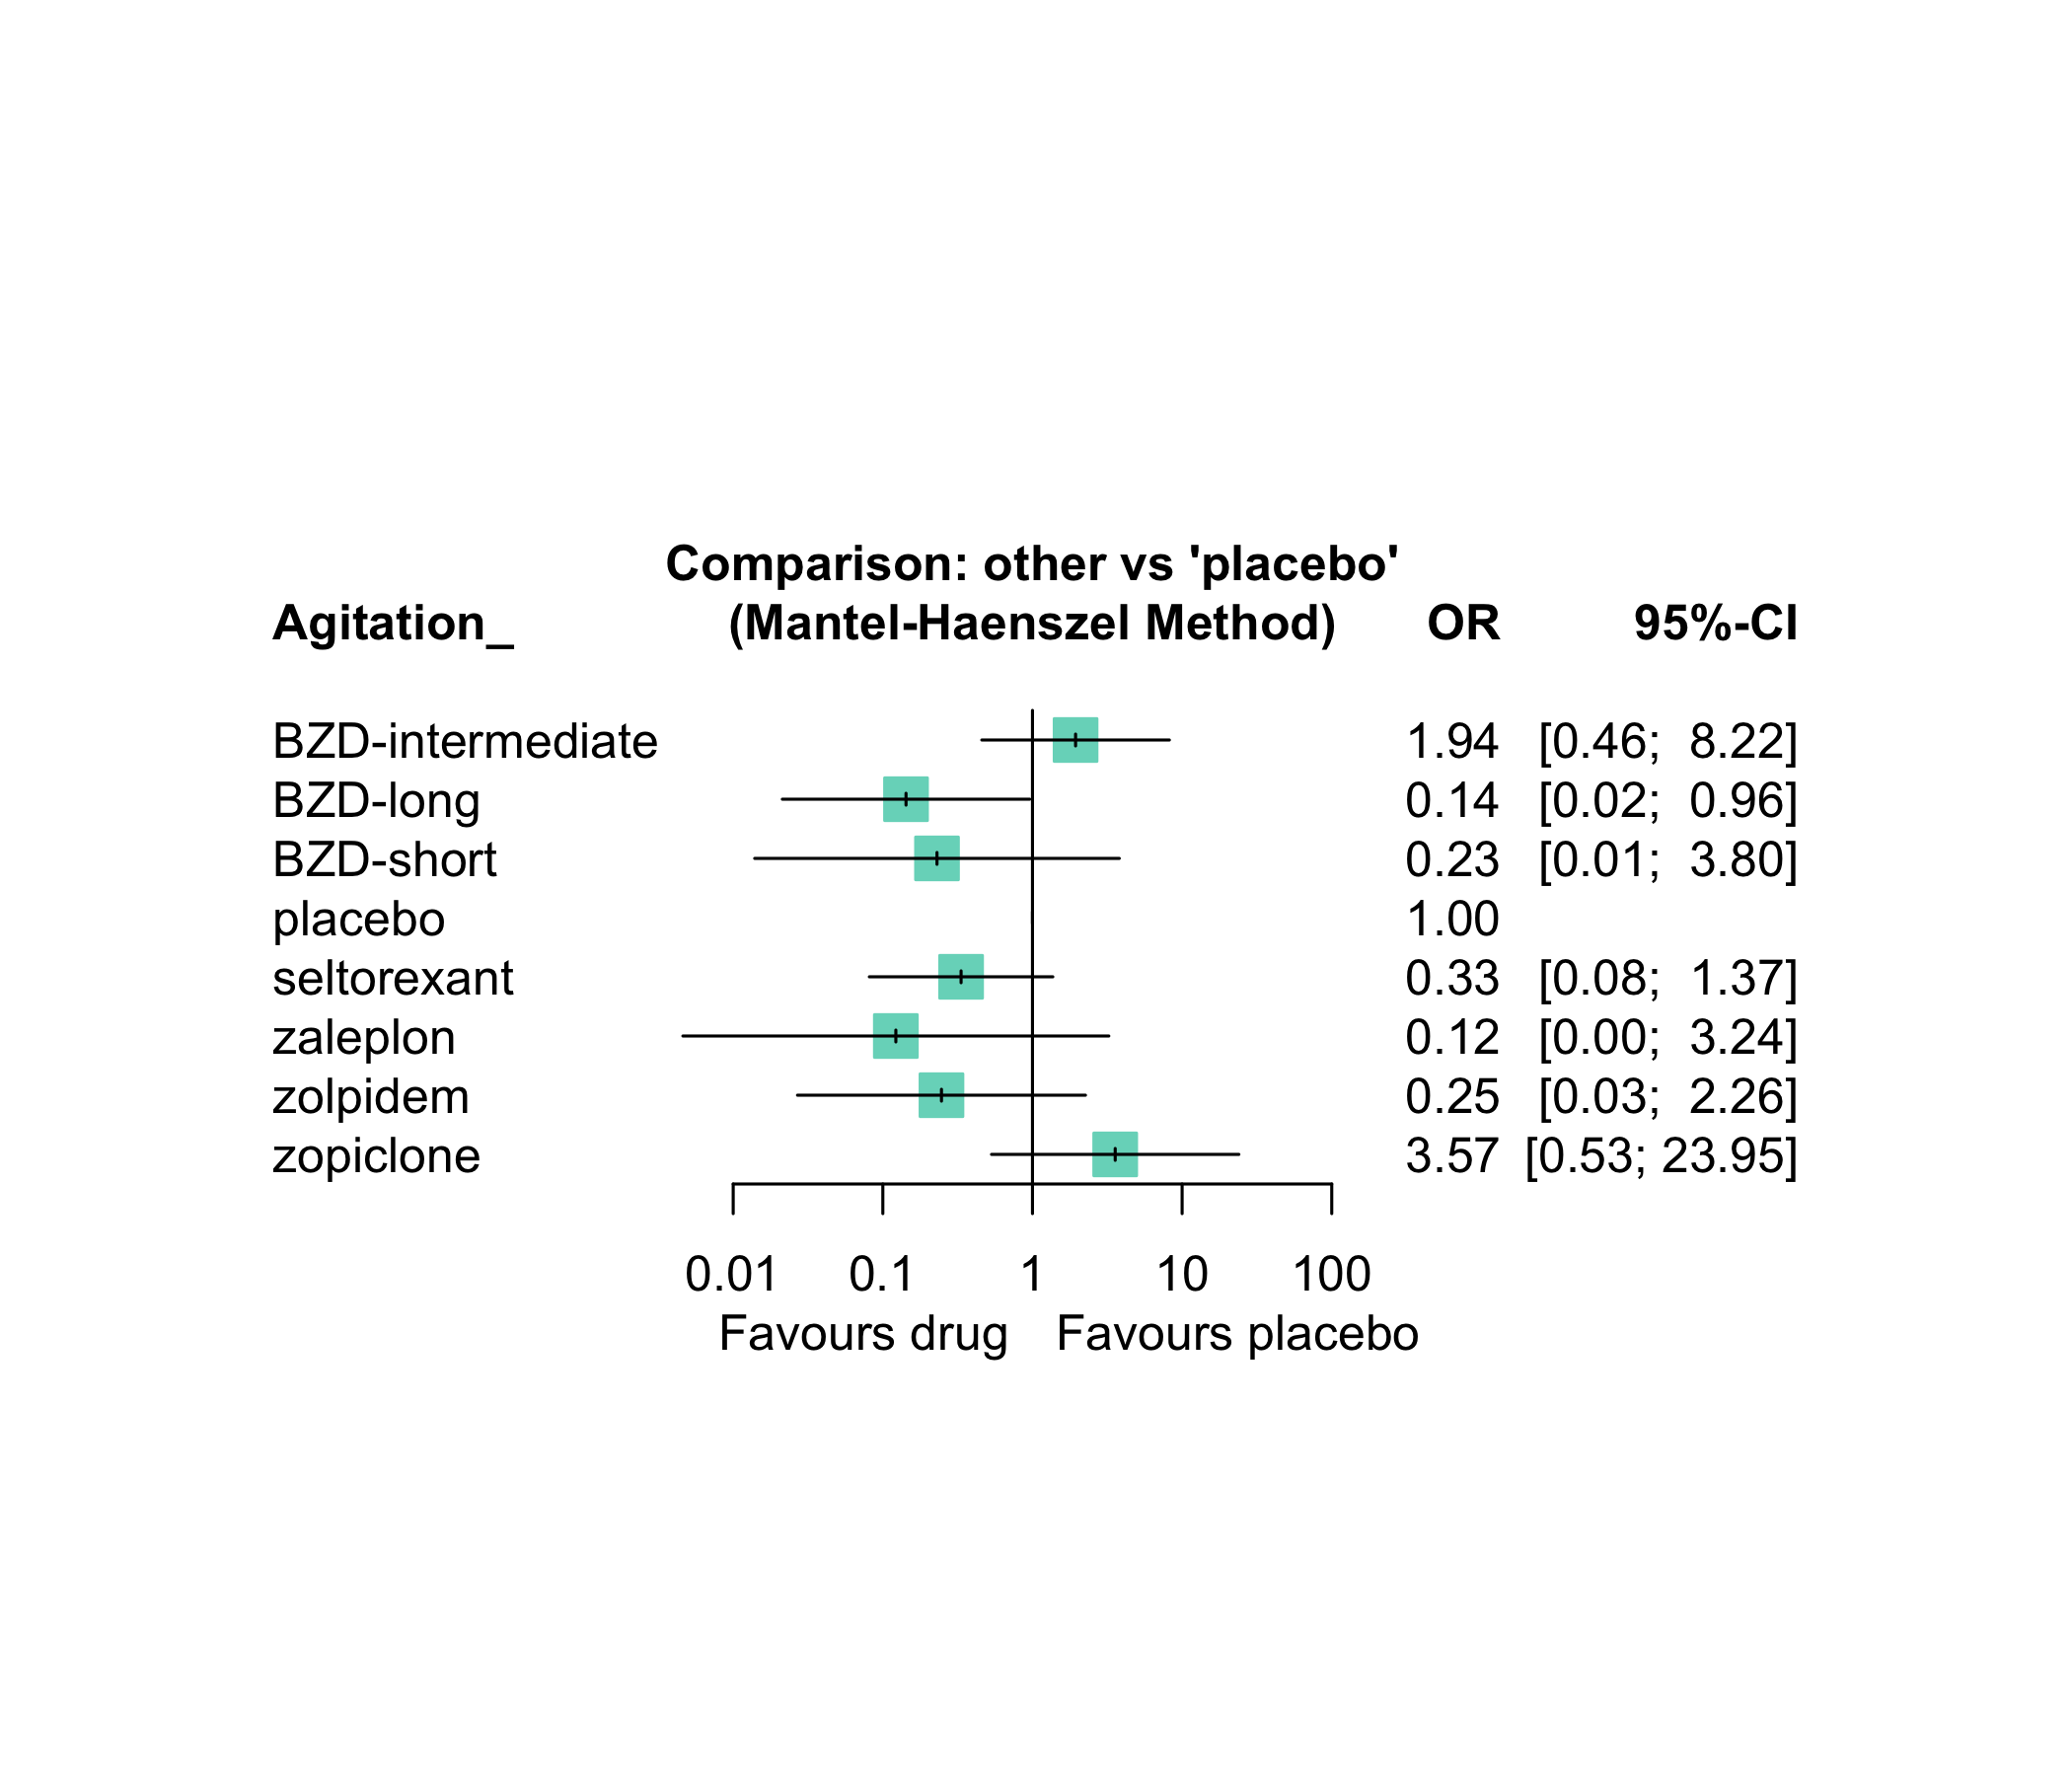 Comparison: other vs 'placebo'
Agitation_ (Mantel-Haenszel Method) OR 95%-CI
BZD-intermediate 1.94 [0.46; 8.22]
BZD-long 0.14 [0.02; 0.96]
BZD-short 0.23 [0.01; 3.80]
placebo 1.00
seltorexant 0.33 [0.08; 1.37]
zaleplon 0.12 [0.00; 3.24]
zolpidem 0.25 [0.03; 2.26]
zopiclone 3.57 [0.53; 23.95]
0.01 0.1 1 10 100
Favours drug Favours placebo